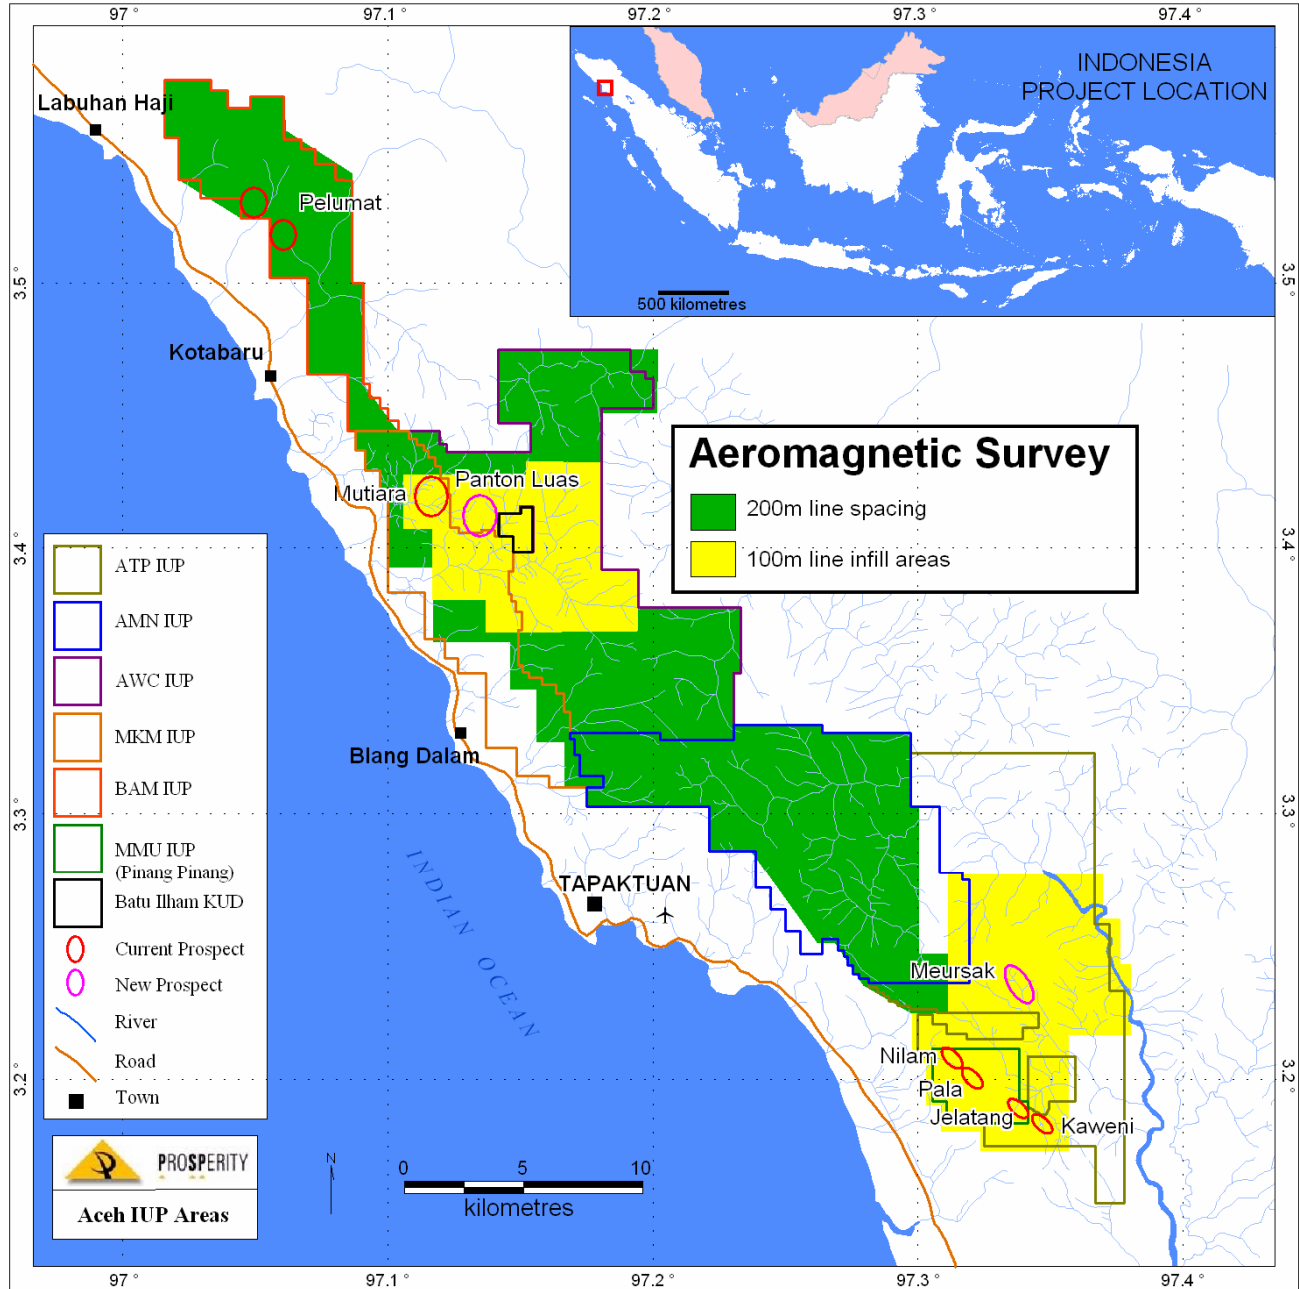 97 °
97.1 °
97.2 °
97.3 °
97.4 °
INDONESIA
PROJECT LOCATION
500 kilometres
Labuhan Haji
Pelumat
3.5 °
3.5 °
Kotabaru
Aeromagnetic Survey
200m line spacing
100m line infill areas
Panton Luas
Mutiara
3.4 °
3.4 °
ATP IUP
AMN IUP
AWC IUP
MKM IUP
BAM IUP
MMU IUP
(Pinang Pinang)
Batu Ilham KUD
Current Prospect
New Prospect
River
Road
Town
Blang Dalam
3.3 °
3.3 °
TAPAKTUAN
INDIAN OCEAN
Meursak
Nilam
Pala
Jelatang
Kaweni
3.2 °
3.2 °
PROSPERITY
Aceh IUP Areas
N
0 5 10
kilometres
97 °
97.1 °
97.2 °
97.3 °
97.4 °